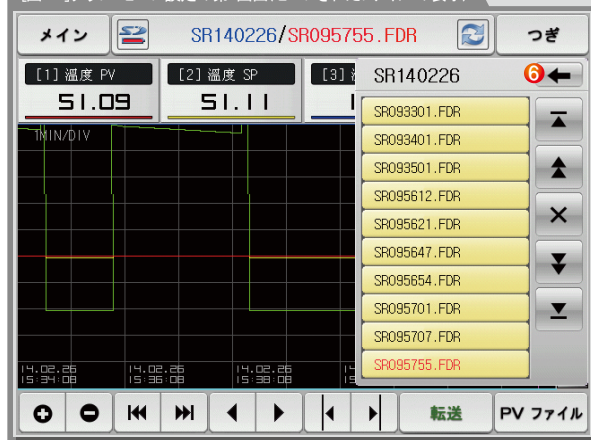 メイン
SR140226/SR095755.FDR
つぎ
[1] 温度 PV
51.09
[2] 温度 SP
51.11
[3]
SR140226
6
SR093301.FDR
SR093401.FDR
SR093501.FDR
SR095612.FDR
SR095621.FDR
SR095647.FDR
SR095654.FDR
SR095701.FDR
SR095707.FDR
SR095755.FDR
1MIN/DIV
14.02.26
15:34:08
14.02.26
15:36:08
14.02.26
15:38:08
転送
PV ファイル